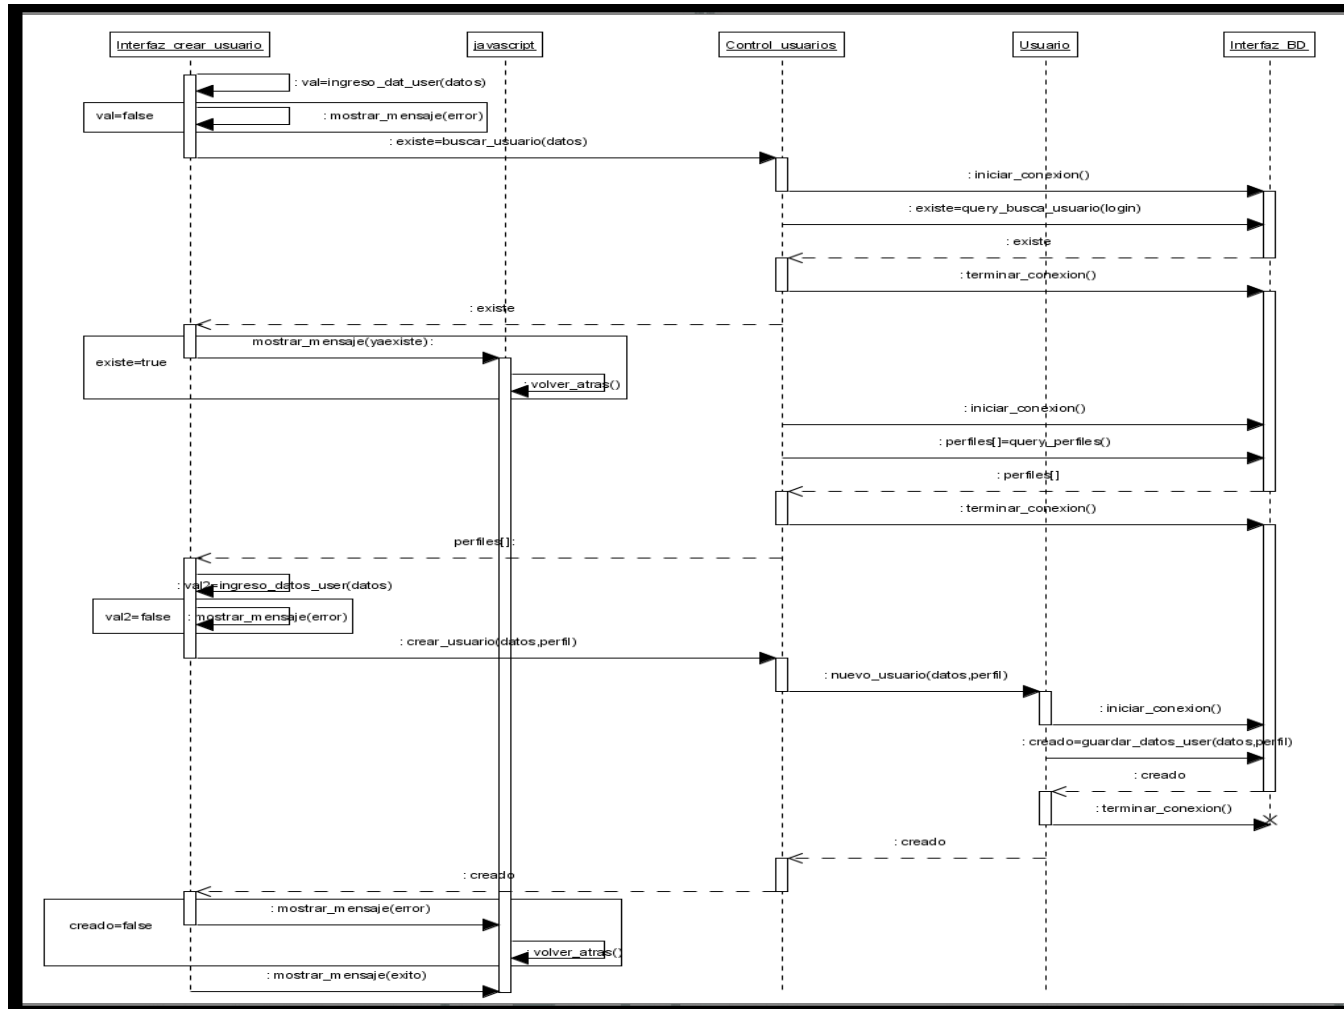 Interfaz_crear_usuario
javascript
Control_usuarios
Usuario
Interfaz_BD
: val=ingreso_dat_user(datos)
val=false
: mostrar_mensaje(error)
: existe=buscar_usuario(datos)
: iniciar_conexion()
: existe=query_busca_usuario(login)
: existe
: terminar_conexion()
: existe
mostrar_mensaje(yaexiste):
existe=true
: volver_atras()
: iniciar_conexion()
: perfiles[]=query_perfiles()
: perfiles[]
: terminar_conexion()
perfiles[]:
: val2=ingreso_datos_user(datos)
val2=false
: mostrar_mensaje(error)
: crear_usuario(datos,perfil)
: nuevo_usuario(datos,perfil)
: iniciar_conexion()
: creado=guardar_datos_user(datos,perfil)
: creado
: terminar_conexion()
: creado
: creado
: mostrar_mensaje(error)
creado=false
: volver_atras()
: mostrar_mensaje(exito)